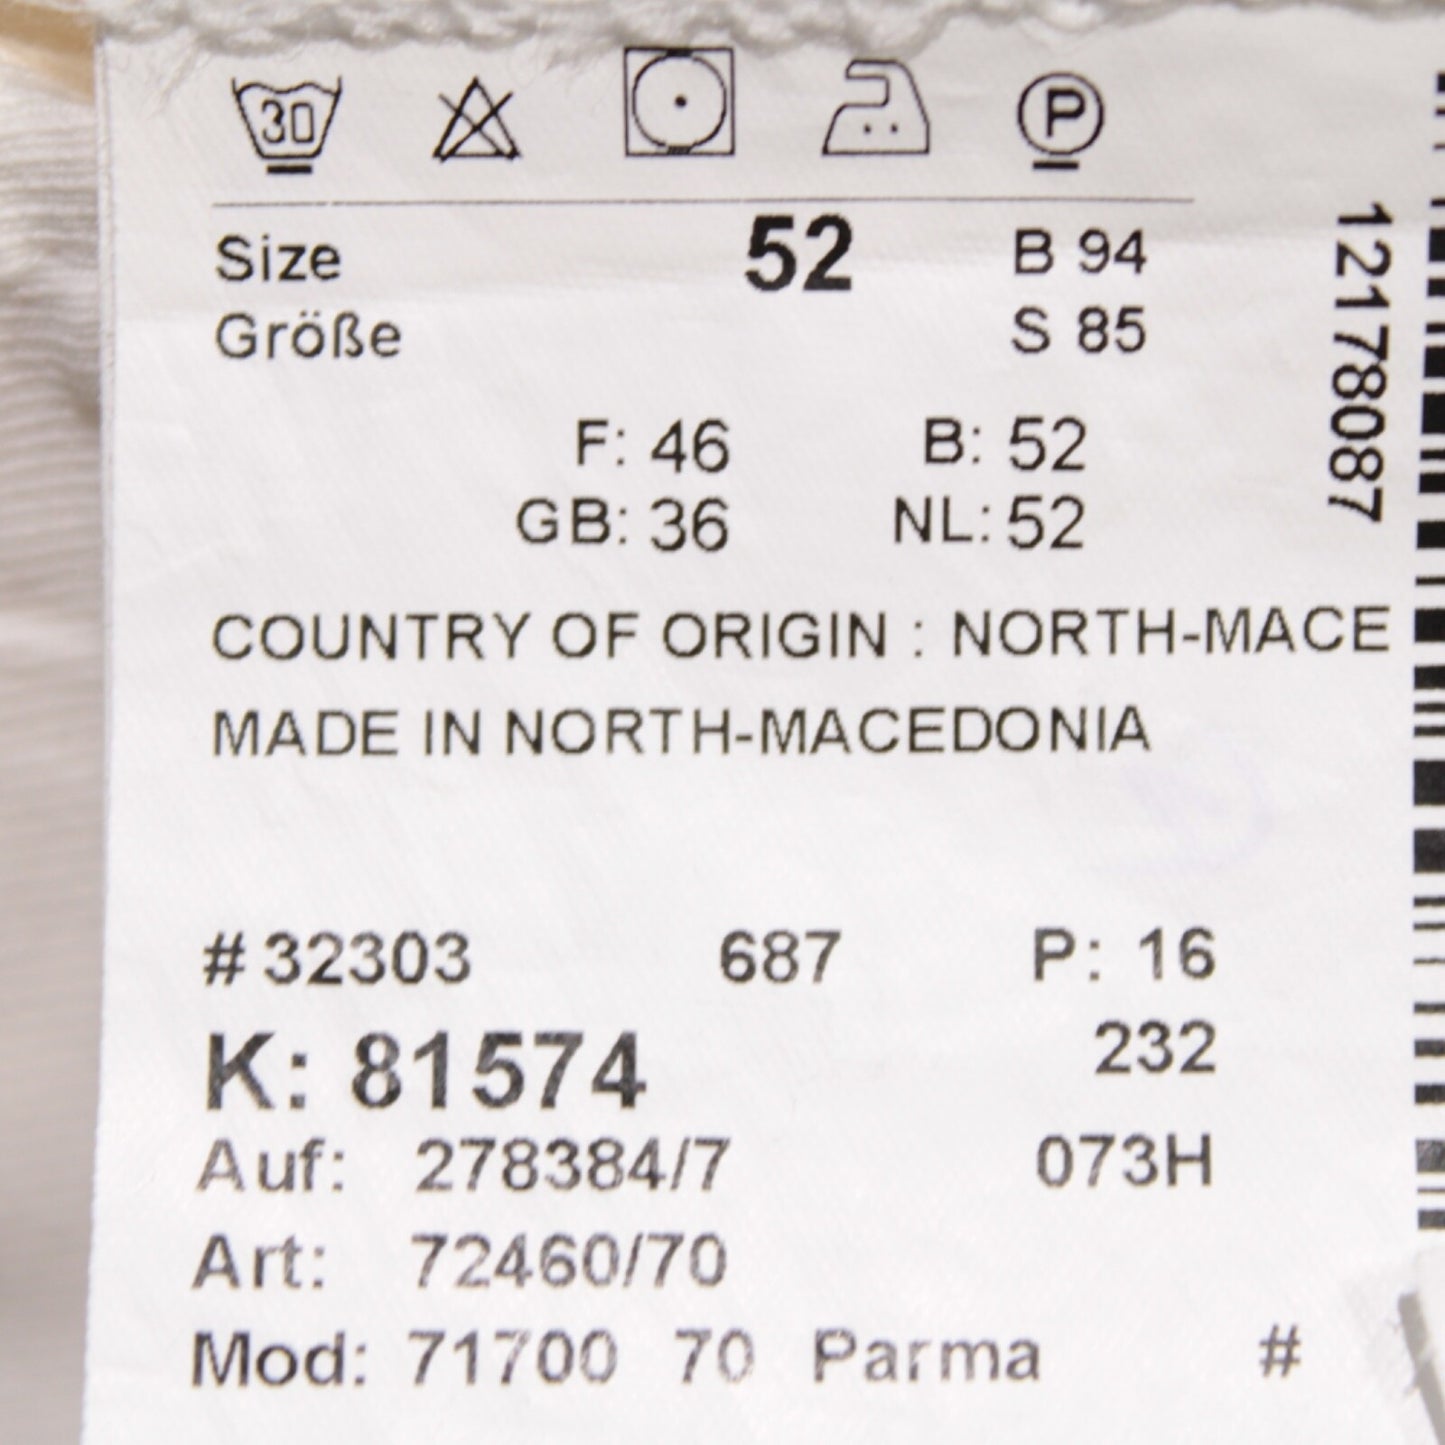 30 P
Size 52 B 94
Größe S 85
F: 46 B: 52
GB: 36 NL: 52
COUNTRY OF ORIGIN : NORTH-MACE
MADE IN NORTH-MACEDONIA
#32303 687 P: 16
K: 81574 232
Auf: 278384/7 073H
Art: 72460/70
Mod: 71700 70 Parma #
12178087